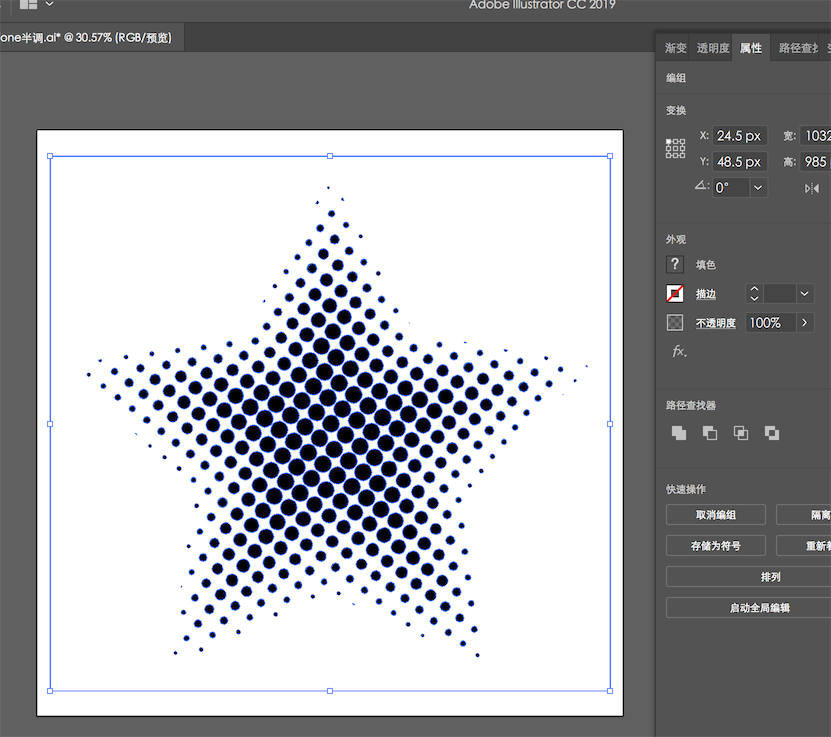 Adobe Illustrator CC 2019
one半调.ai* @ 30.57% (RGB/预览)
渐变 透明度 属性 路径查找
编组
变换
X: 24.5 px 宽: 1032
Y: 48.5 px 高: 985
0°
外观
? 填色
描边
不透明度 100%
fx.
路径查找器
快速操作
取消编组 隔离
存储为符号 重新着
排列
启动全局编辑